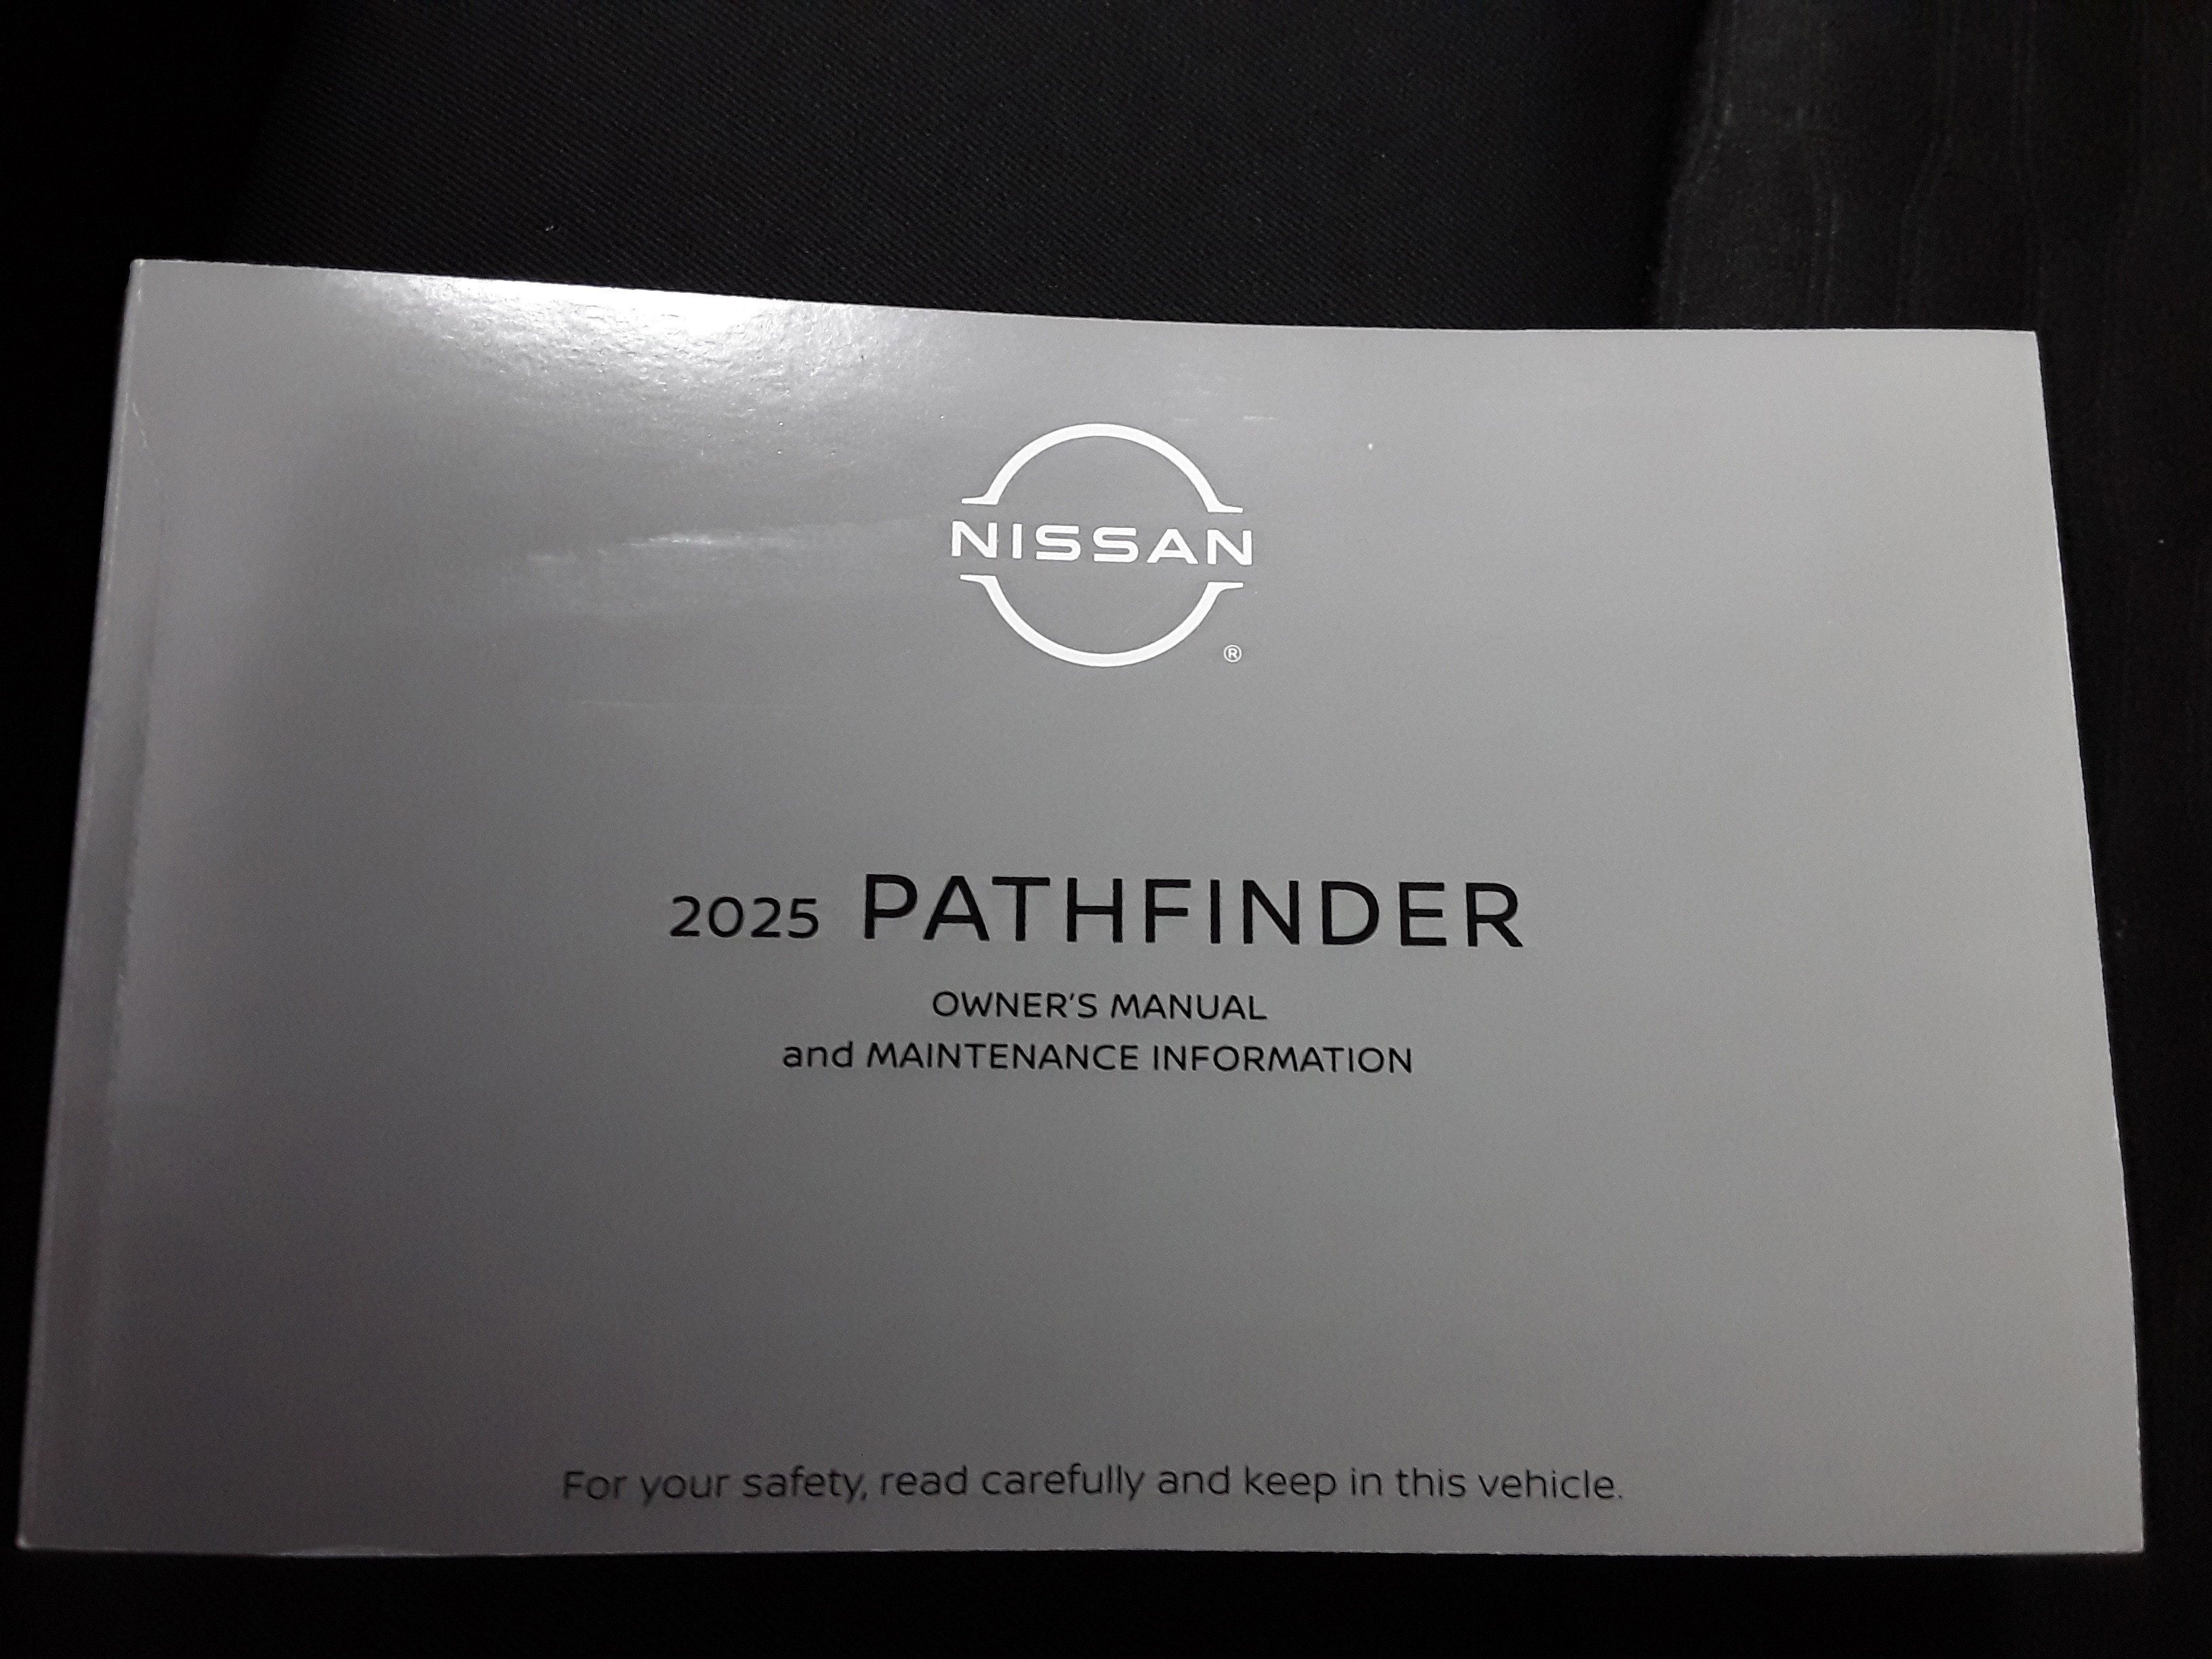 NISSAN
®
2025 PATHFINDER
OWNER'S MANUAL
and MAINTENANCE INFORMATION
For your safety, read carefully and keep in this vehicle.